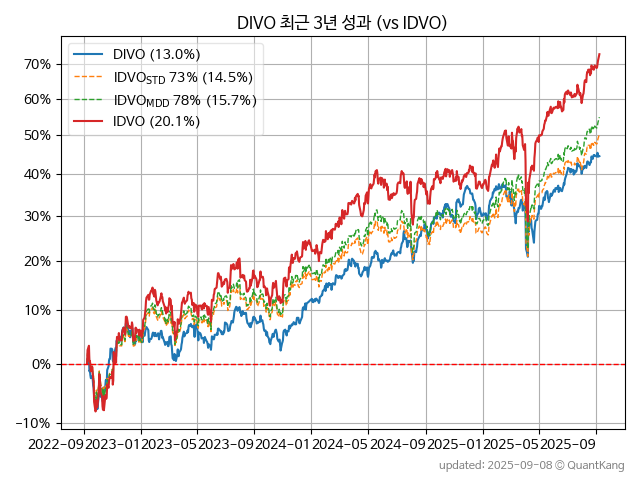 DIVO 최근 3년 성과 (vs IDVO)
DIVO (13.0%)
IDVO_STD 73% (14.5%)
IDVO_MDD 78% (15.7%)
IDVO (20.1%)
70%
60%
50%
40%
30%
20%
10%
0%
−10%
2022-09 2023-01 2023-05 2023-09 2024-01 2024-05 2024-09 2025-01 2025-05 2025-09
updated: 2025-09-08 © QuantKang